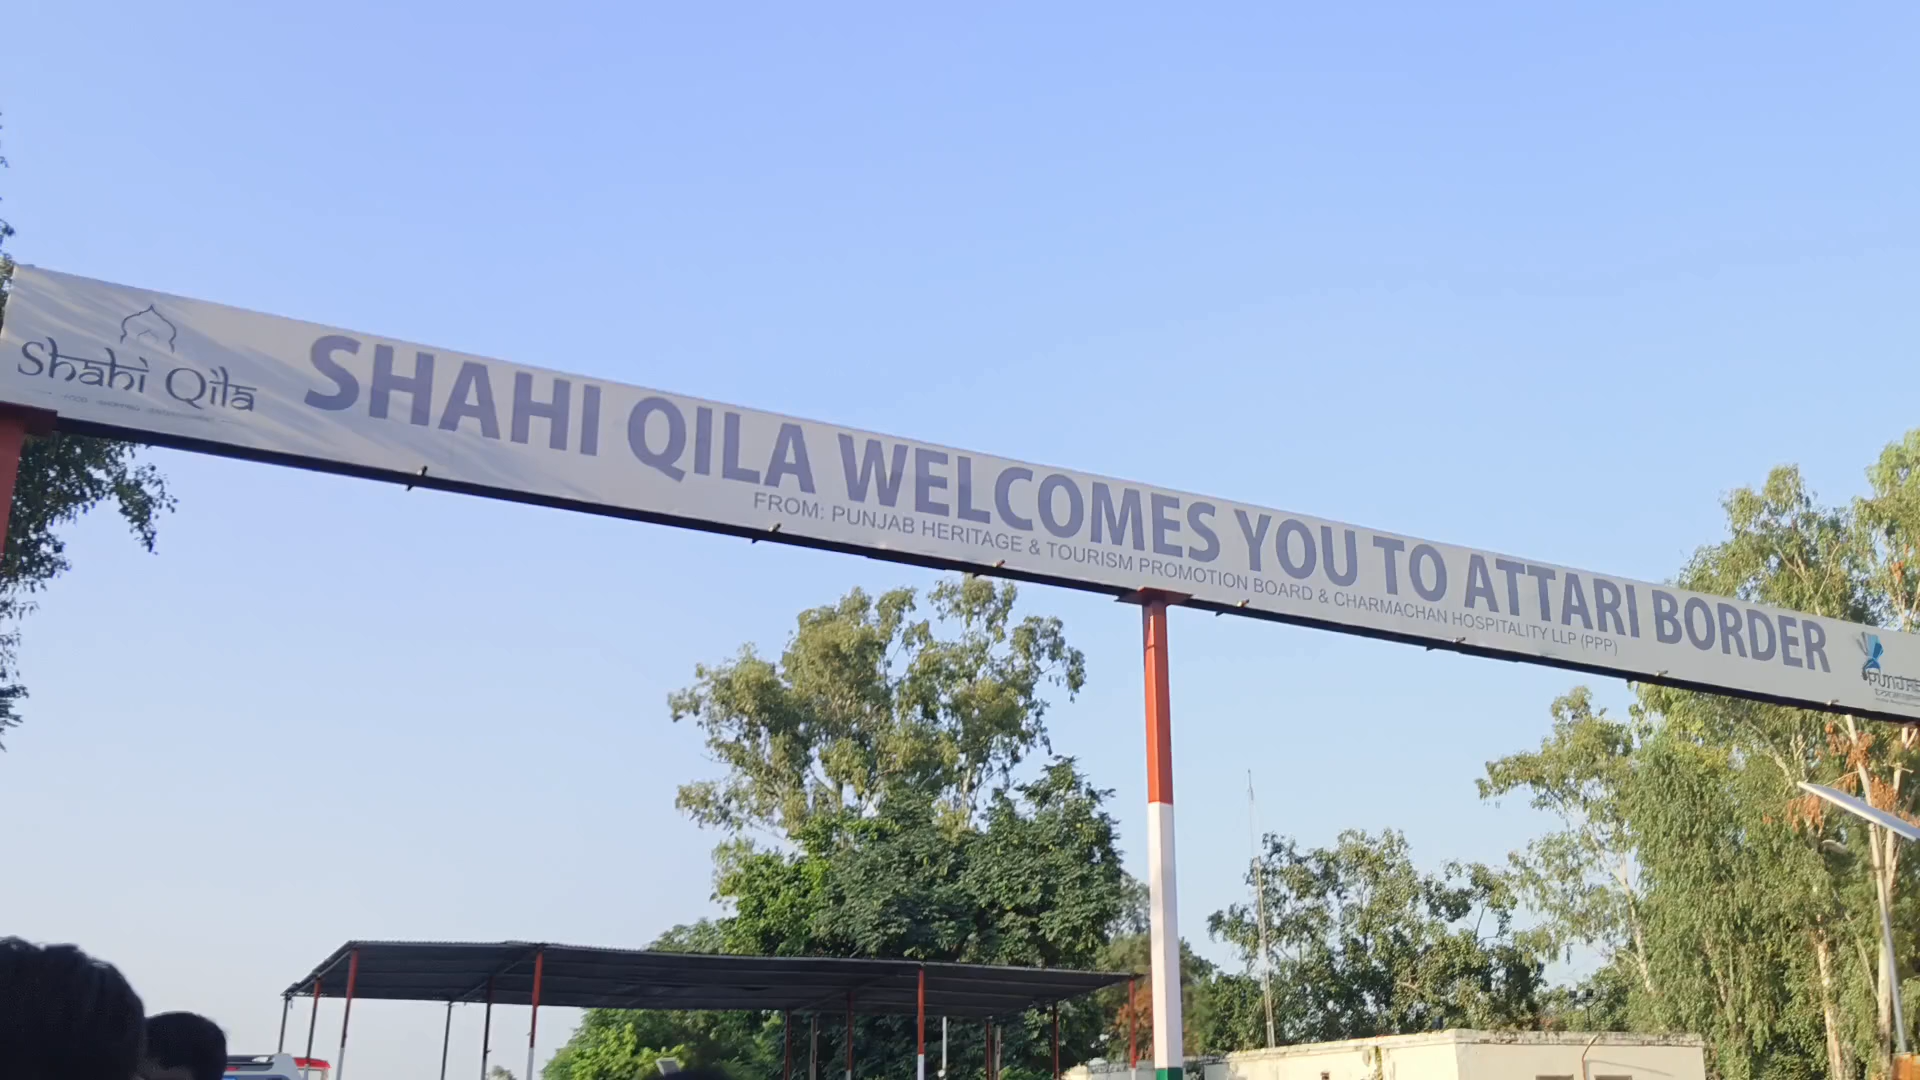 Shahi Qila
SHAHI QILA WELCOMES YOU TO ATTARI BORDER
FROM: PUNJAB HERITAGE & TOURISM PROMOTION BOARD & CHARMACHAN HOSPITALITY LLP (PPP)